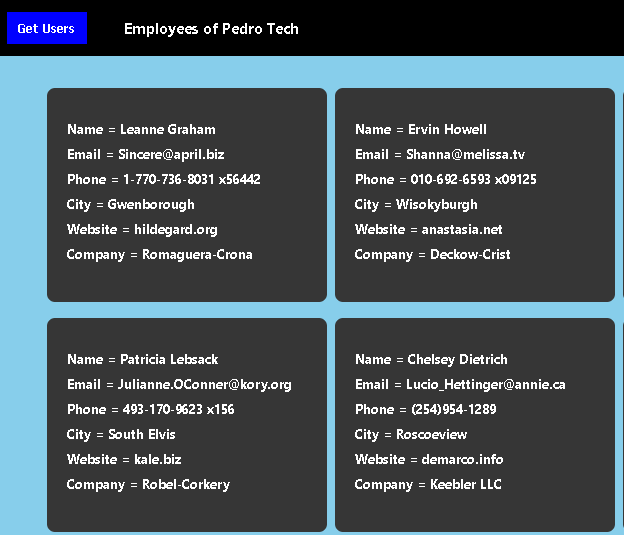 Get Users
Employees of Pedro Tech
Name = Leanne Graham
Email = Sincere@april.biz
Phone = 1-770-736-8031 x56442
City = Gwenborough
Website = hildegard.org
Company = Romaguera-Crona
Name = Ervin Howell
Email = Shanna@melissa.tv
Phone = 010-692-6593 x09125
City = Wisokyburgh
Website = anastasia.net
Company = Deckow-Crist
Name = Patricia Lebsack
Email = Julianne.OConner@kory.org
Phone = 493-170-9623 x156
City = South Elvis
Website = kale.biz
Company = Robel-Corkery
Name = Chelsey Dietrich
Email = Lucio_Hettinger@annie.ca
Phone = (254)954-1289
City = Roscoeview
Website = demarco.info
Company = Keebler LLC